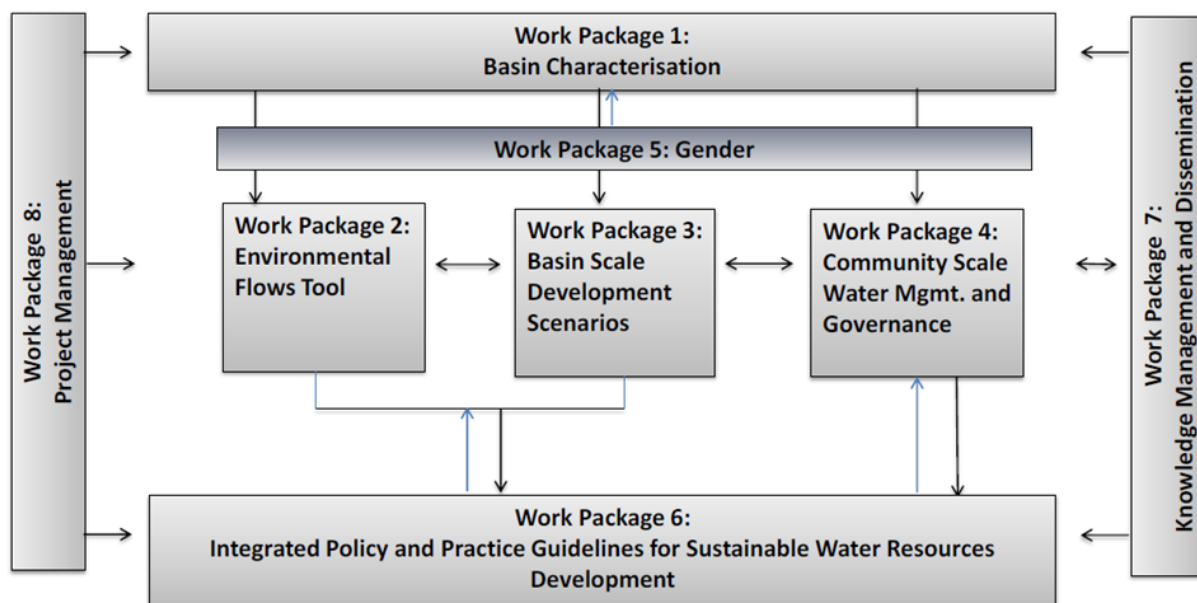 Work Package 1:
Basin Characterisation
Work Package 5: Gender
Work Package 8:
Project Management
Work Package 2:
Environmental
Flows Tool
Work Package 3:
Basin Scale
Development
Scenarios
Work Package 4:
Community Scale
Water Mgmt. and
Governance
Work Package 7:
Knowledge Management and Dissemination
Work Package 6:
Integrated Policy and Practice Guidelines for Sustainable Water Resources
Development